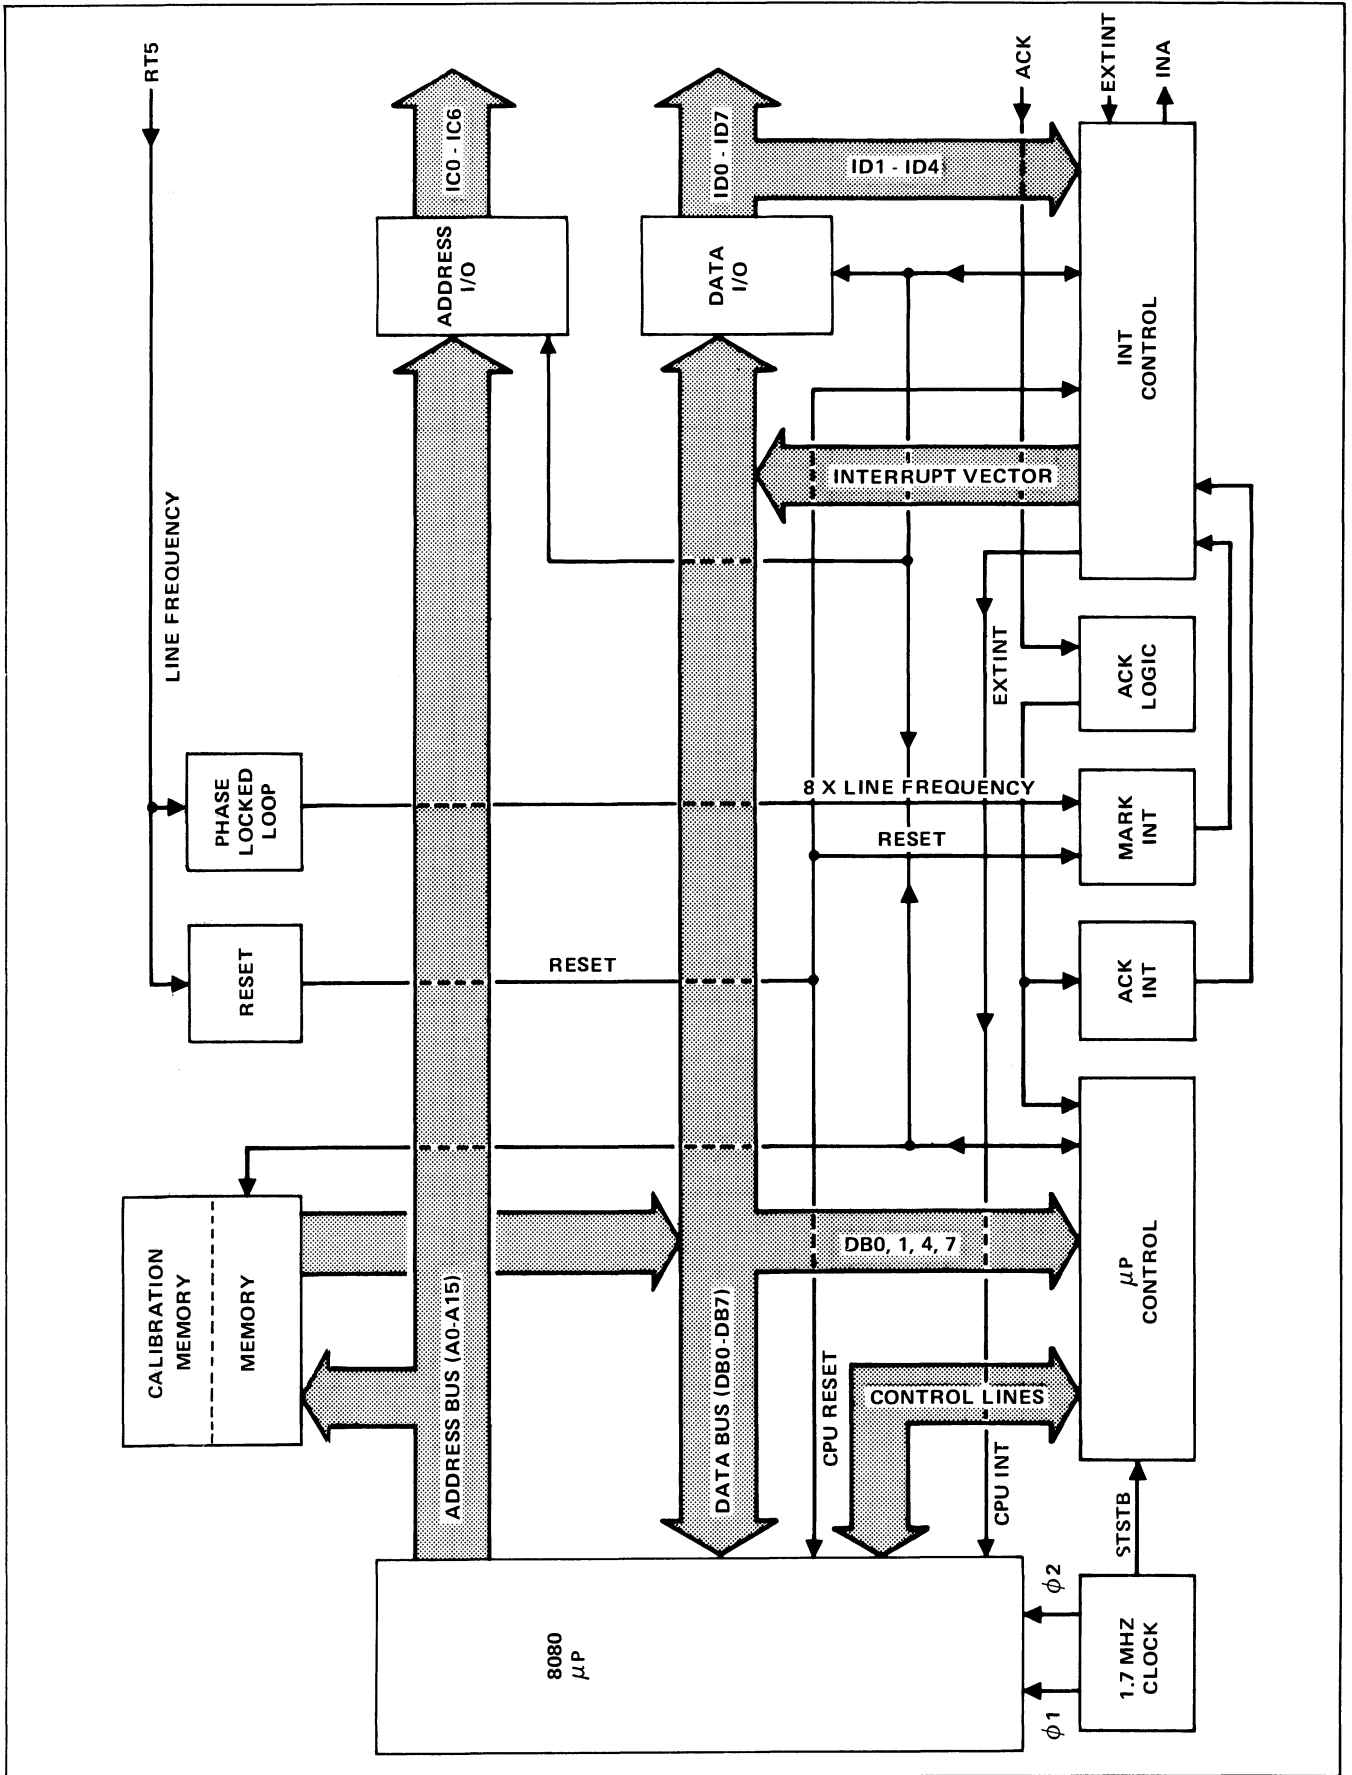 RT5
LINE FREQUENCY
PHASE
LOCKED
LOOP
RESET
CALIBRATION
MEMORY
MEMORY
IC0 - IC6
ADDRESS
I/O
ADDRESS BUS (A0-A15)
ID0 - ID7
DATA
I/O
ID1 - ID4
DATA BUS (DB0-DB7)
RESET
INTERRUPT VECTOR
8 X LINE FREQUENCY
RESET
DB0, 1, 4, 7
CPU RESET
CONTROL LINES
EXTINT
CPU INT
ACK
EXTINT
INA
INT
CONTROL
ACK
LOGIC
MARK
INT
ACK
INT
μP
CONTROL
STSTB
8080
μP
ϕ1
ϕ2
1.7 MHZ
CLOCK